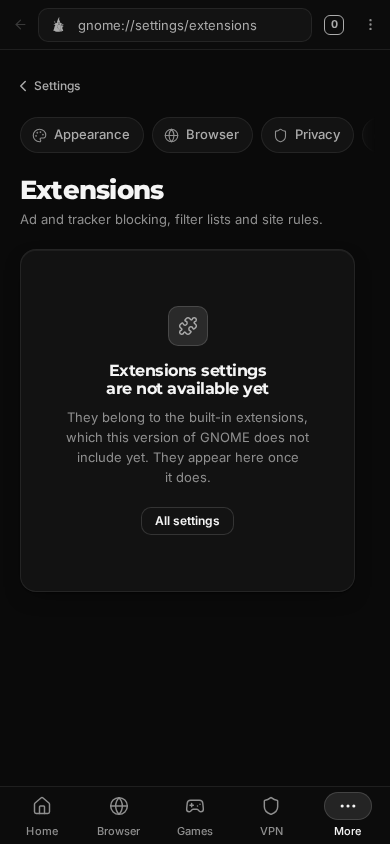 gnome://settings/extensions
0
Settings
Appearance
Browser
Privacy
Extensions
Ad and tracker blocking, filter lists and site rules.
Extensions settings
are not available yet
They belong to the built-in extensions,
which this version of GNOME does not
include yet. They appear here once
it does.
All settings
Home
Browser
Games
VPN
More